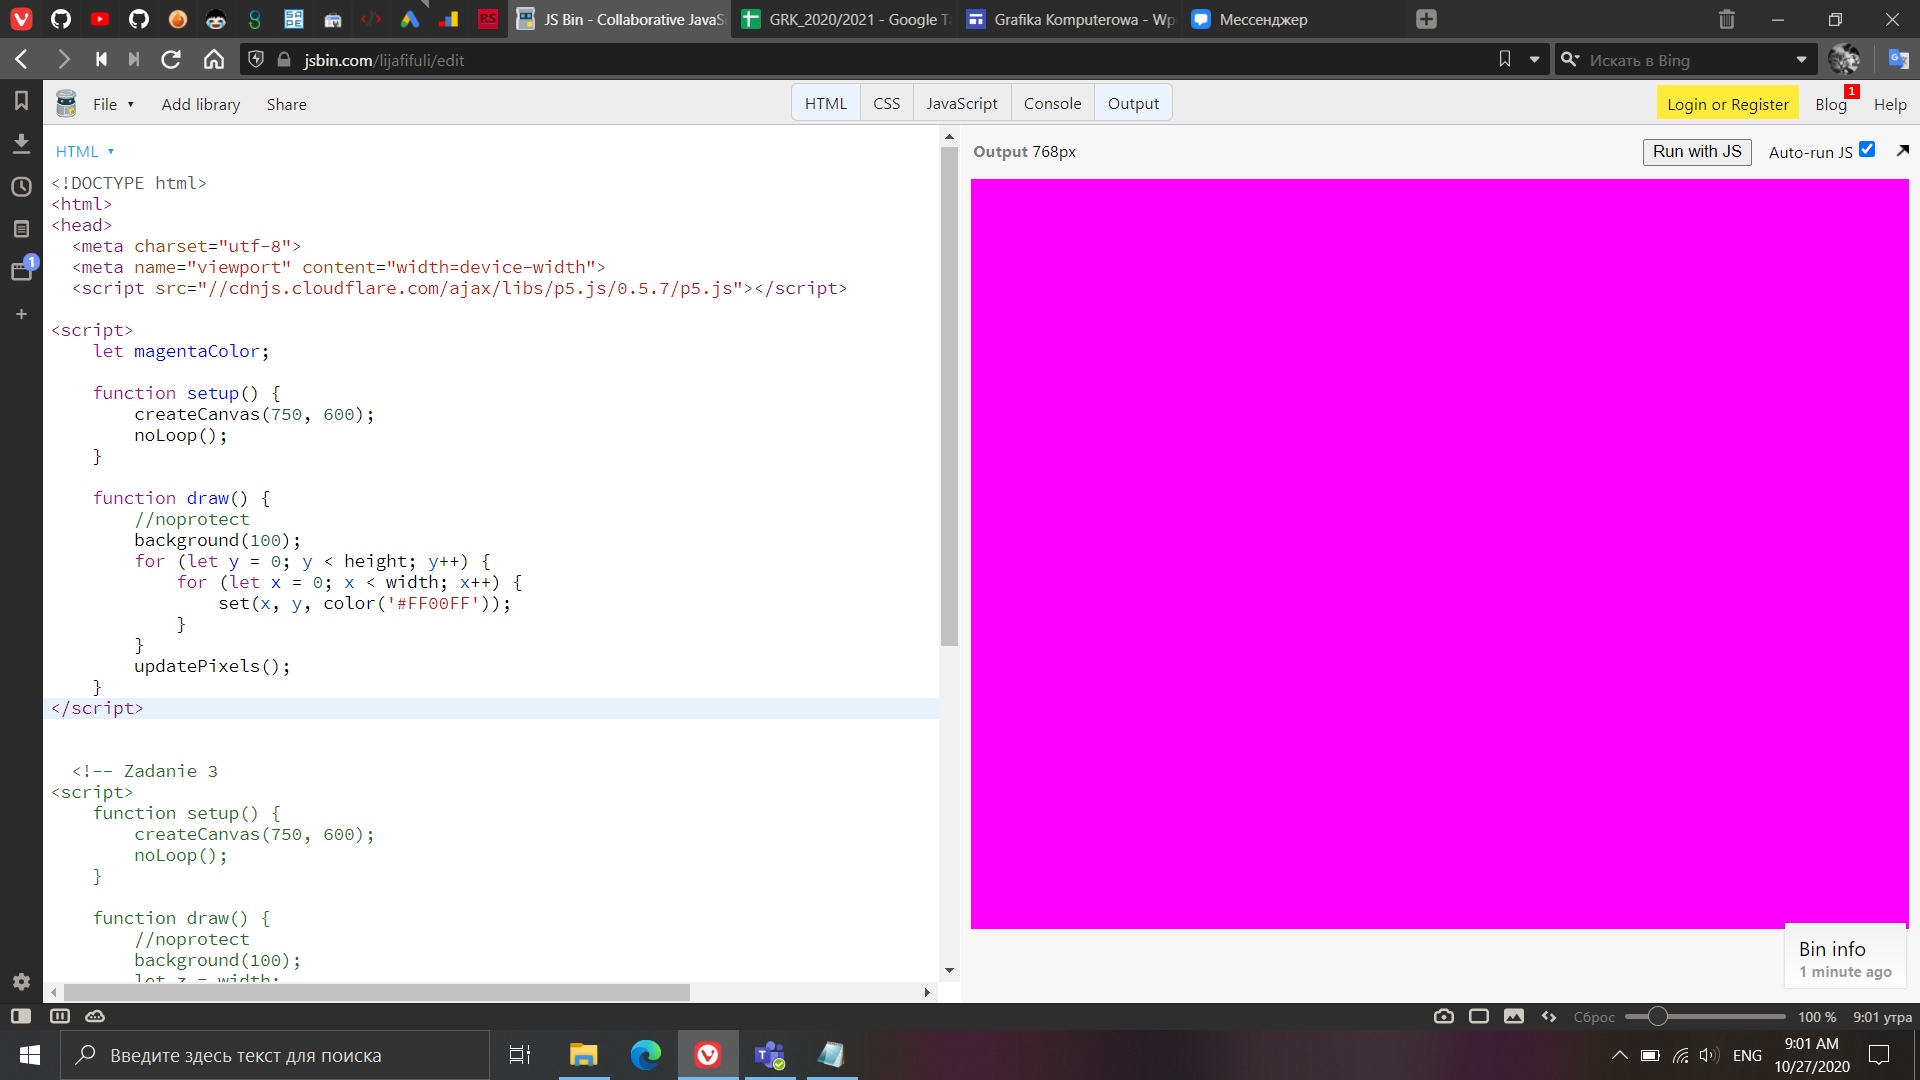 JS Bin - Collaborative JavaS
GRK_2020/2021 - Google T
Grafika Komputerowa - Wp
Мессенджер
jsbin.com/lijafifuli/edit
Искать в Bing
File
Add library
Share
HTML
CSS
JavaScript
Console
Output
Login or Register
Blog
1
Help
HTML
Output 768px
Run with JS
Auto-run JS
<!DOCTYPE html>
<html>
<head>
  <meta charset="utf-8">
  <meta name="viewport" content="width=device-width">
  <script src="//cdnjs.cloudflare.com/ajax/libs/p5.js/0.5.7/p5.js"></script>
<script>
    let magentaColor;
    function setup() {
        createCanvas(750, 600);
        noLoop();
    }
    function draw() {
        //noprotect
        background(100);
        for (let y = 0; y < height; y++) {
            for (let x = 0; x < width; x++) {
                set(x, y, color('#FF00FF'));
            }
        }
        updatePixels();
    }
</script>
  <!-- Zadanie 3
<script>
    function setup() {
        createCanvas(750, 600);
        noLoop();
    }
    function draw() {
        //noprotect
        background(100);
        let z = width;
Bin info
1 minute ago
1
Сброс
100 %
9:01 утра
Введите здесь текст для поиска
ENG
9:01 AM
10/27/2020